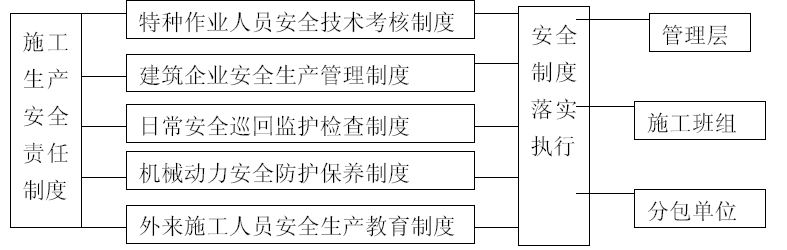 施工
生产
安全
责任
制度
特种作业人员安全技术考核制度
建筑企业安全生产管理制度
日常安全巡回监护检查制度
机械动力安全防护保养制度
外来施工人员安全生产教育制度
安全
制度
落实
执行
管理层
施工班组
分包单位